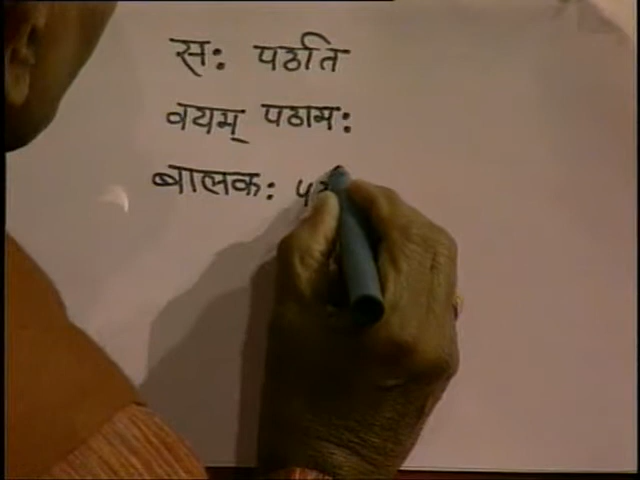 सः पठति
वयम् पठामः
बालकः